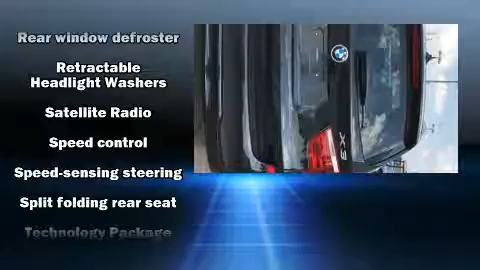 Rear window defroster
Retractable
Headlight Washers
Satellite Radio
Speed control
Speed-sensing steering
Split folding rear seat
Technology Package
X3